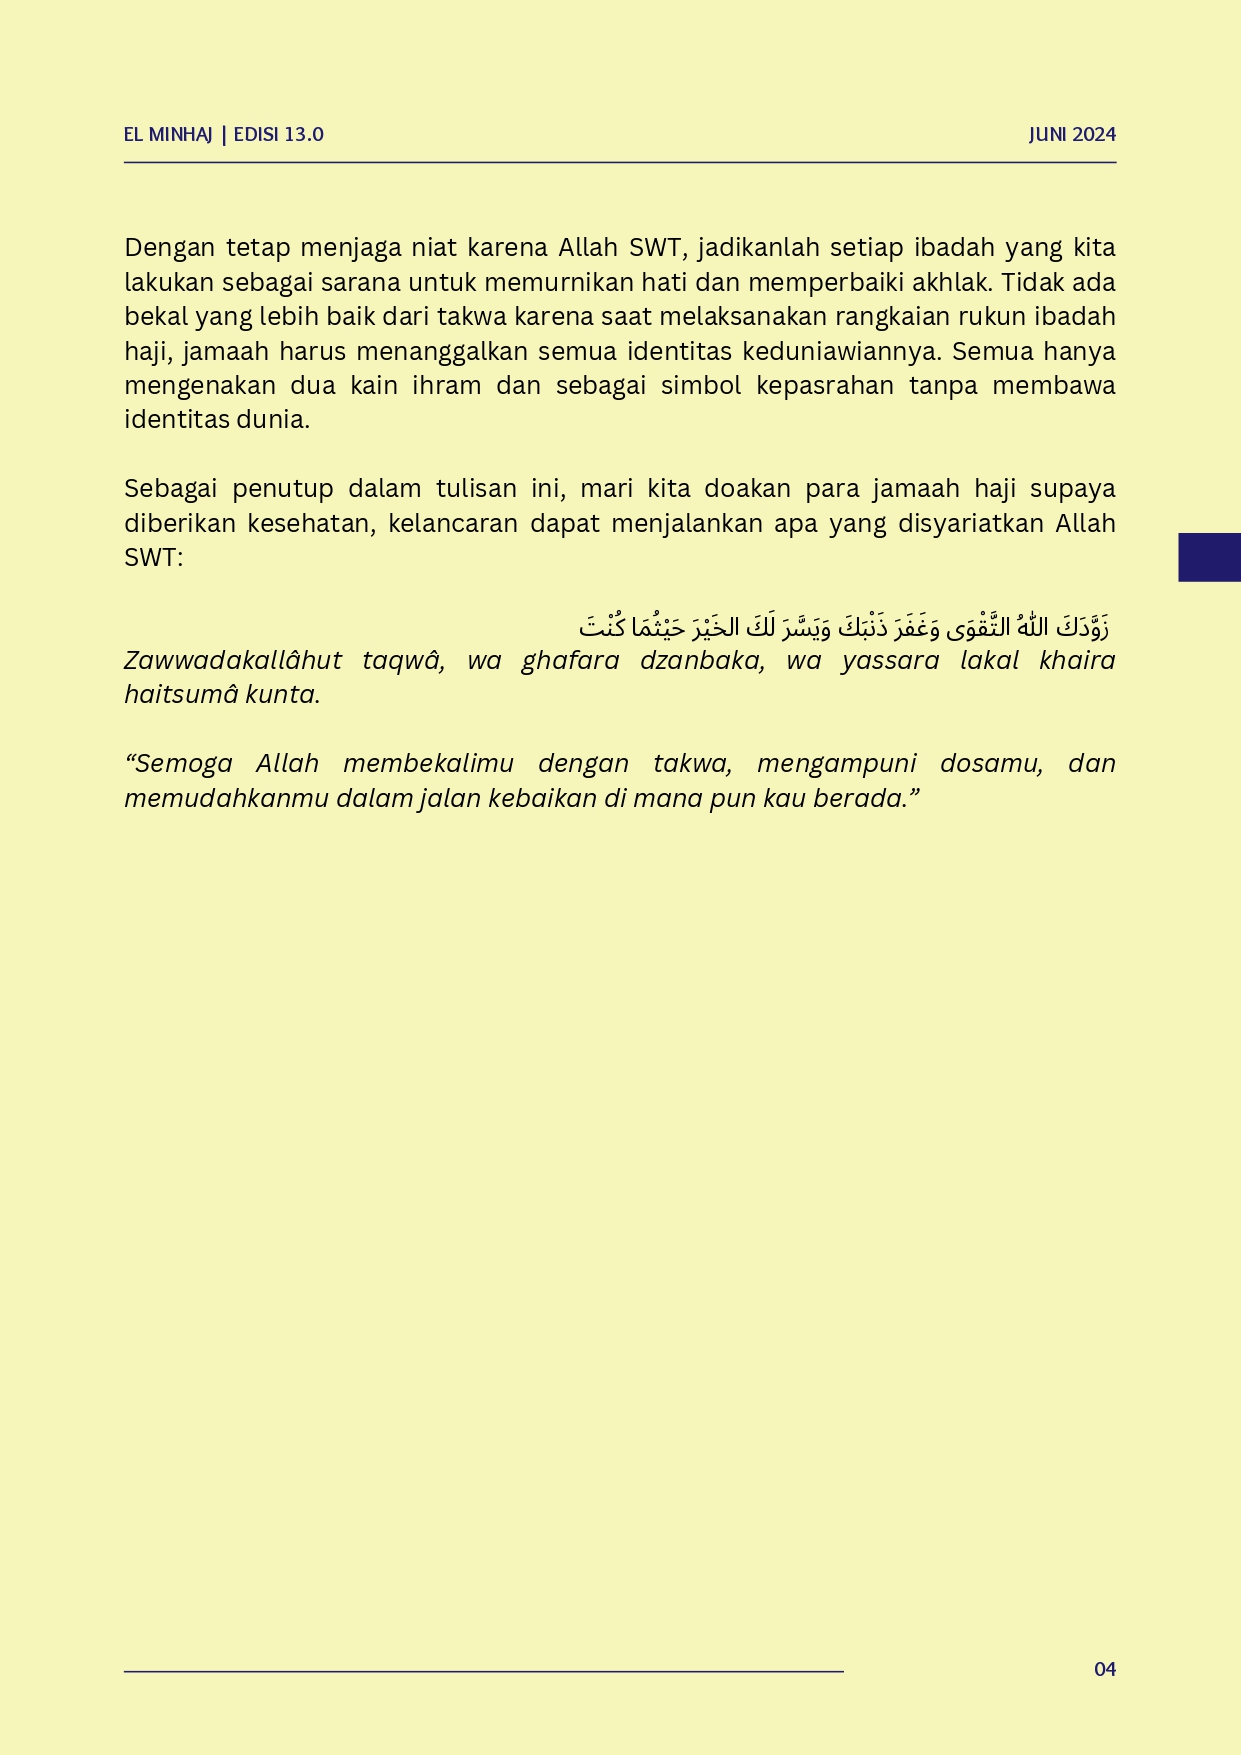 EL MINHAJ | EDISI 13.0
JUNI 2024
Dengan tetap menjaga niat karena Allah SWT, jadikanlah setiap ibadah yang kita
lakukan sebagai sarana untuk memurnikan hati dan memperbaiki akhlak. Tidak ada
bekal yang lebih baik dari takwa karena saat melaksanakan rangkaian rukun ibadah
haji, jamaah harus menanggalkan semua identitas keduniawiannya. Semua hanya
mengenakan dua kain ihram dan sebagai simbol kepasrahan tanpa membawa
identitas dunia.
Sebagai penutup dalam tulisan ini, mari kita doakan para jamaah haji supaya
diberikan kesehatan, kelancaran dapat menjalankan apa yang disyariatkan Allah
SWT:
زَوَّدَكَ اللهُ التَّقْوَى وَغَفَرَ ذَنْبَكَ وَيَسَّرَ لَكَ الخَيْرَ حَيْثُمَا كُنْتَ
Zawwadakallâhut taqwâ, wa ghafara dzanbaka, wa yassara lakal khaira
haitsumâ kunta.
“Semoga Allah membekalimu dengan takwa, mengampuni dosamu, dan
memudahkanmu dalam jalan kebaikan di mana pun kau berada.”
04